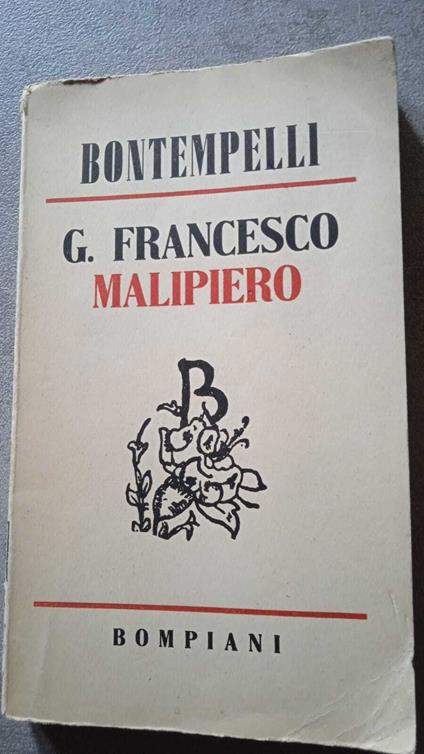 BONTEMPELLI
G. FRANCESCO
MALIPIERO
B
BOMPIANI